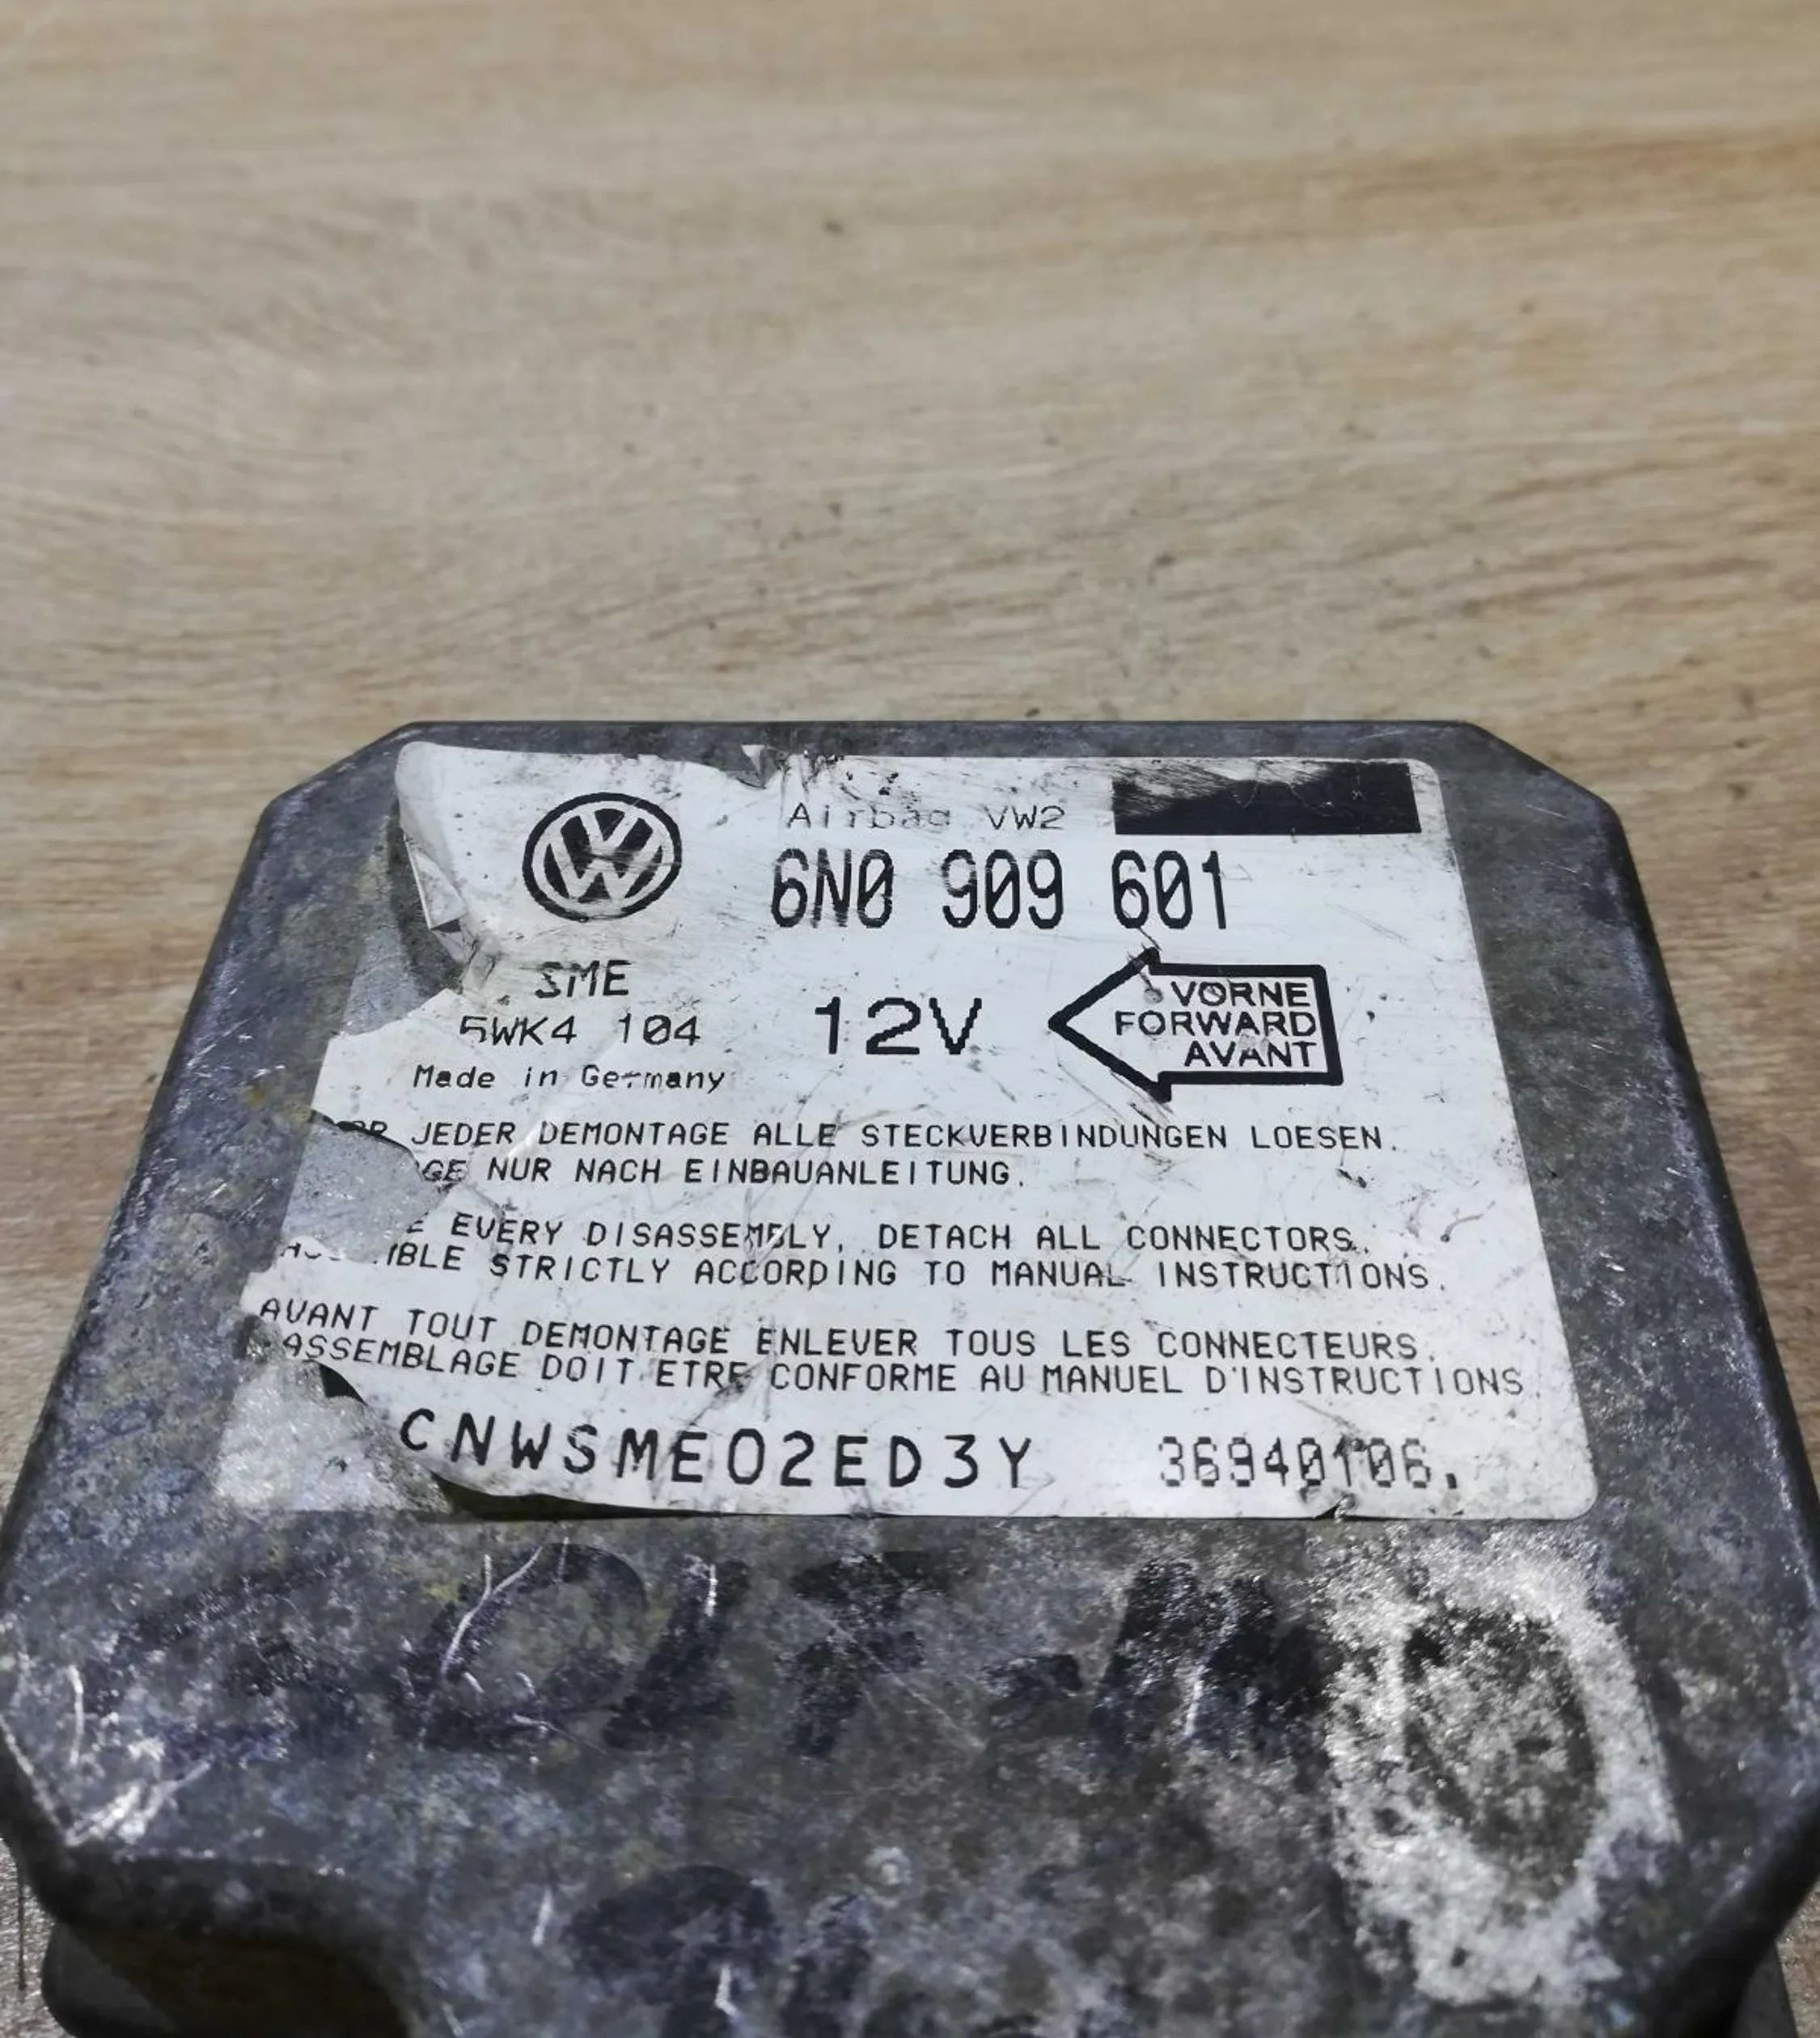 Airbag VW2
6N0 909 601
SME
5WK4 104
Made in Germany
12V
VORNE
FORWARD
AVANT
JEDER DEMONTAGE ALLE STECKVERBINDUNGEN LOESEN.
NUR NACH EINBAUANLEITUNG.
EVERY DISASSEMBLY, DETACH ALL CONNECTORS.
STRICTLY ACCORDING TO MANUAL INSTRUCTIONS.
AVANT TOUT DEMONTAGE ENLEVER TOUS LES CONNECTEURS.
ASSEMBLAGE DOIT ETRE CONFORME AU MANUEL D'INSTRUCTIONS
CNWSME02ED3Y 36940106.